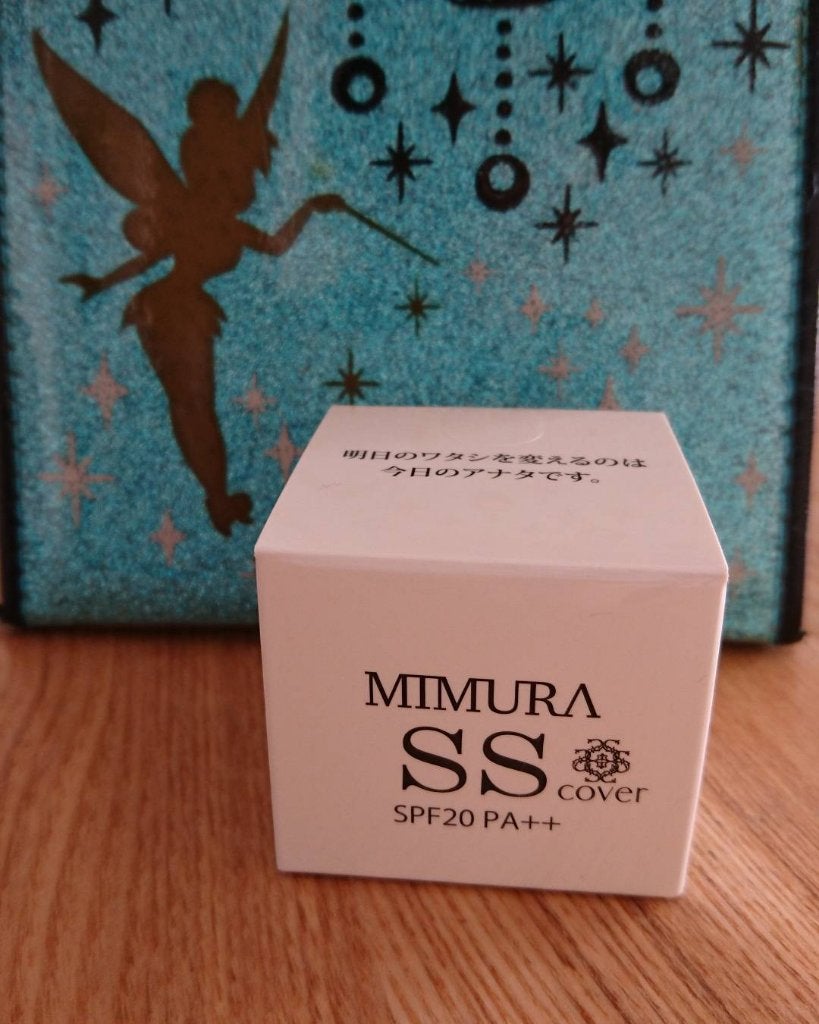 明日のワタシを変えるのは
今日のアナタです。
MIMURA
SS cover
SPF20 PA++